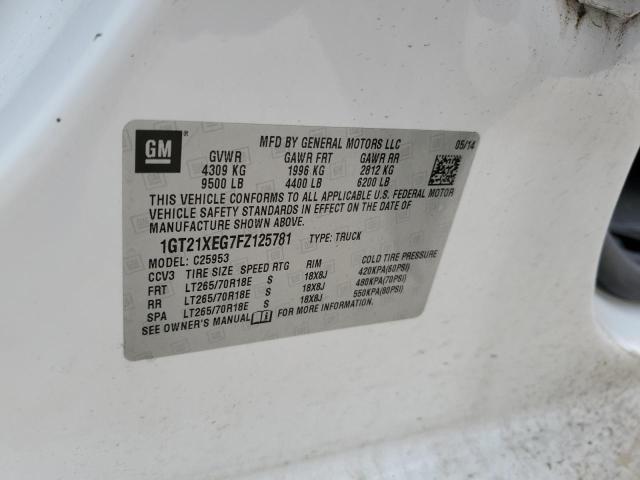 GM ®
MFD BY GENERAL MOTORS LLC 05/14
GVWR GAWR FRT GAWR RR
4309 KG 1996 KG 2812 KG
9500 LB 4400 LB 6200 LB
THIS VEHICLE CONFORMS TO ALL APPLICABLE U.S. FEDERAL MOTOR
VEHICLE SAFETY STANDARDS IN EFFECT ON THE DATE OF
MANUFACTURE SHOWN ABOVE.
1GT21XEG7FZ125781 TYPE: TRUCK
MODEL: C25953
CCV3 TIRE SIZE SPEED RTG RIM COLD TIRE PRESSURE
FRT LT265/70R18E S 18X8J 420KPA(60PSI)
RR LT265/70R18E S 18X8J 480KPA(70PSI)
SPA LT265/70R18E S 18X8J 550KPA(80PSI)
SEE OWNER'S MANUAL FOR MORE INFORMATION.